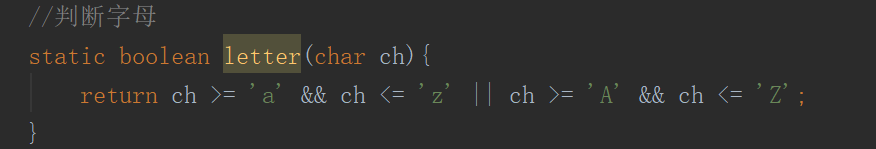 //判断字母
static boolean letter(char ch){
return ch >= 'a' && ch <= 'z' || ch >= 'A' && ch <= 'Z';
}